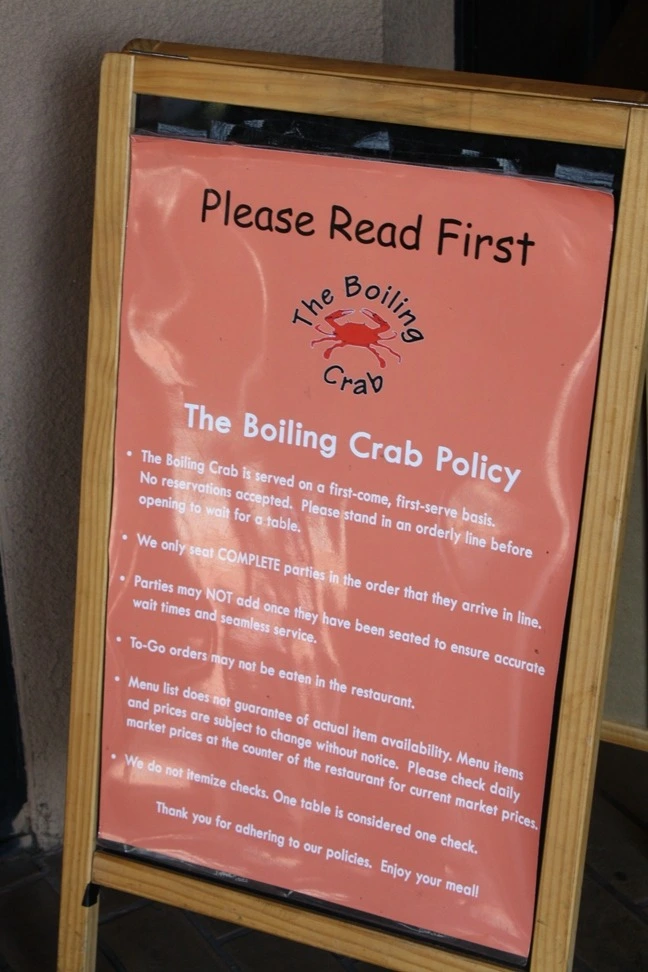 Please Read First
The Boiling
Crab
The Boiling Crab Policy
• The Boiling Crab is served on a first-come, first-serve basis.
No reservations accepted. Please stand in an orderly line before
opening to wait for a table.
• We only seat COMPLETE parties in the order that they arrive in line.
• Parties may NOT add once they have been seated to ensure accurate
wait times and seamless service.
• To-Go orders may not be eaten in the restaurant.
• Menu list does not guarantee of actual item availability. Menu items
and prices are subject to change without notice. Please check daily
market prices at the counter of the restaurant for current market prices.
• We do not itemize checks. One table is considered one check.
Thank you for adhering to our policies. Enjoy your meal!